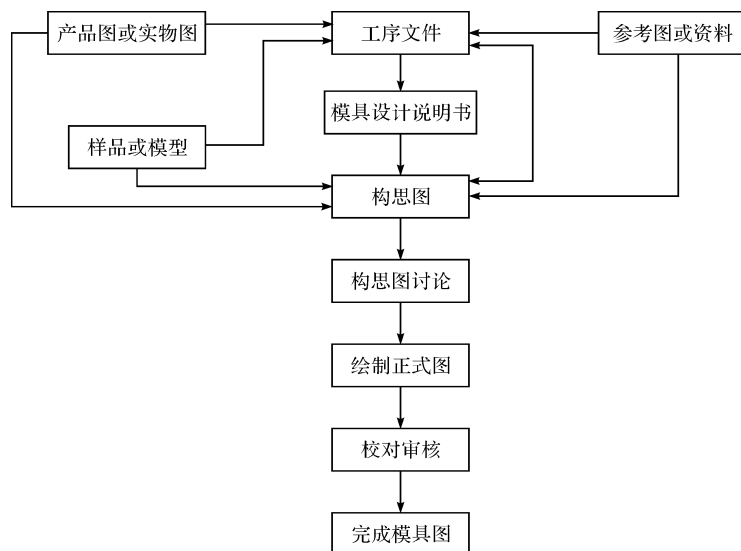 产品图或实物图
工序文件
参考图或资料
模具设计说明书
样品或模型
构思图
构思图讨论
绘制正式图
校对审核
完成模具图